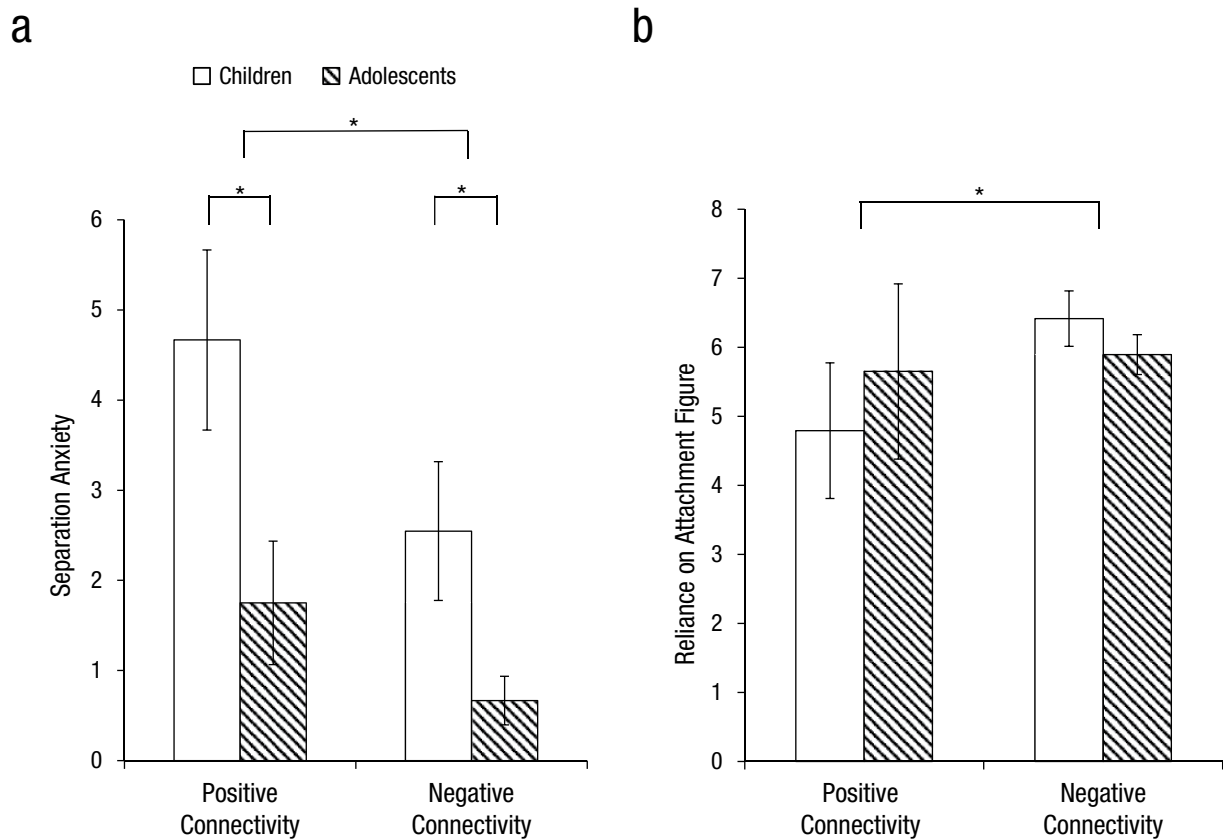 a
Children Adolescents
*
* *
6
5
4
3
2
1
0
Separation Anxiety
Positive
Connectivity
Negative
Connectivity
b
*
8
7
6
5
4
3
2
1
0
Reliance on Attachment Figure
Positive
Connectivity
Negative
Connectivity